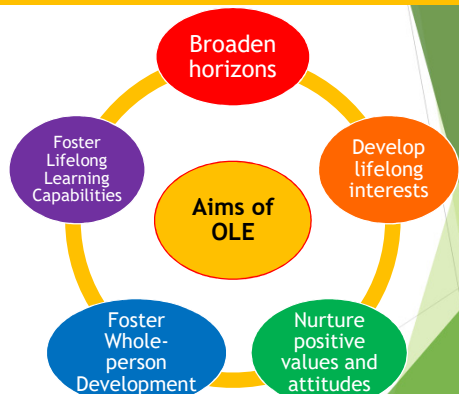 Broaden
horizons
Develop
lifelong
interests
Nurture
positive
values and
attitudes
Foster
Whole-
person
Development
Foster
Lifelong
Learning
Capabilities
Aims of
OLE